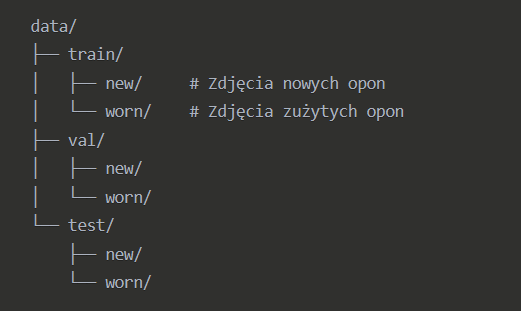 data/
├── train/
│   ├── new/     # Zdjęcia nowych opon
│   └── worn/    # Zdjęcia zużytych opon
├── val/
│   ├── new/
│   └── worn/
└── test/
    ├── new/
    └── worn/